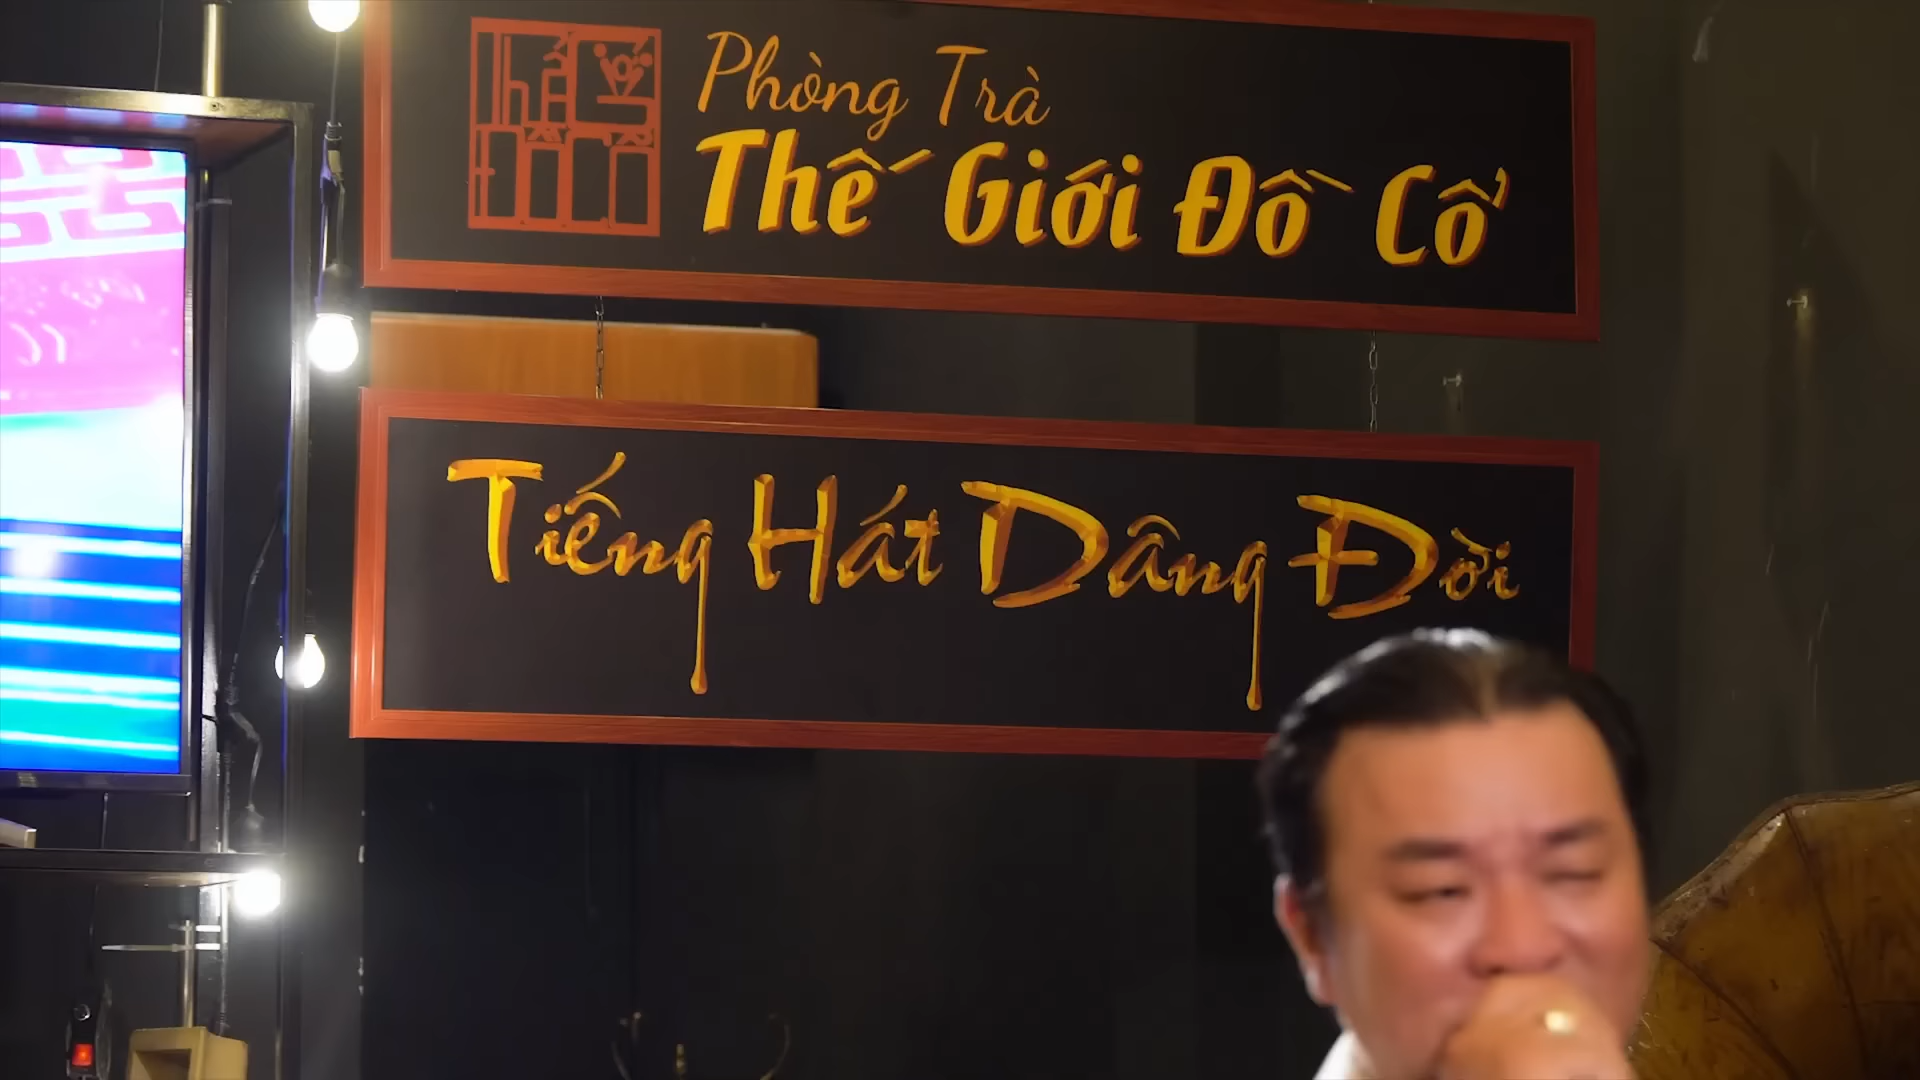 Phòng Trà
Thế Giới Đồ Cổ
Tiếng Hát Dâng Đời